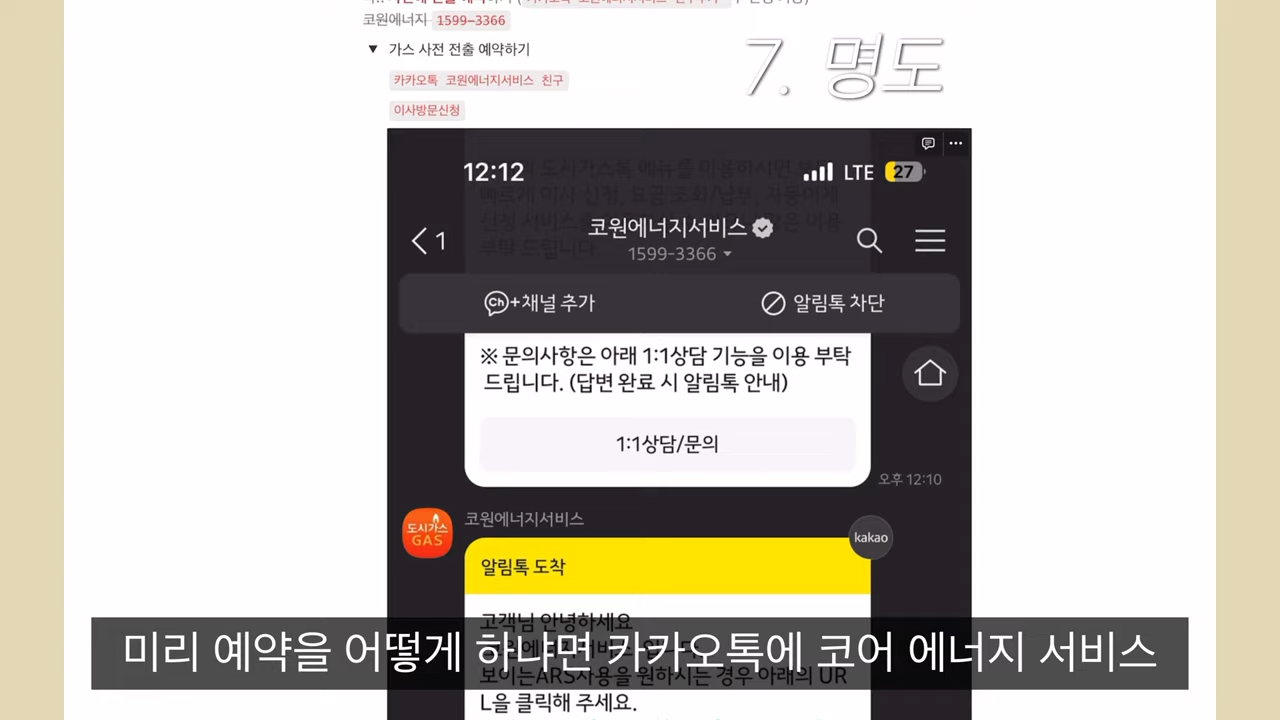 코원에너지 1599-3366
▼ 가스 사전 전출 예약하기
카카오톡 코원에너지서비스 친구
이사방문신청
7. 명도
12:12
LTE 27
1
코원에너지서비스
1599-3366
Ch+채널 추가
알림톡 차단
※ 문의사항은 아래 1:1상담 기능을 이용 부탁
드립니다. (답변 완료 시 알림톡 안내)
1:1상담/문의
오후 12:10
도시가스
GAS
코원에너지서비스
kakao
알림톡 도착
고객님 안녕하세요
미리 예약을 어떻게 하냐면 카카오톡에 코어 에너지 서비스
보이는ARS사용을 원하시는 경우 아래의 UR
L을 클릭해 주세요.